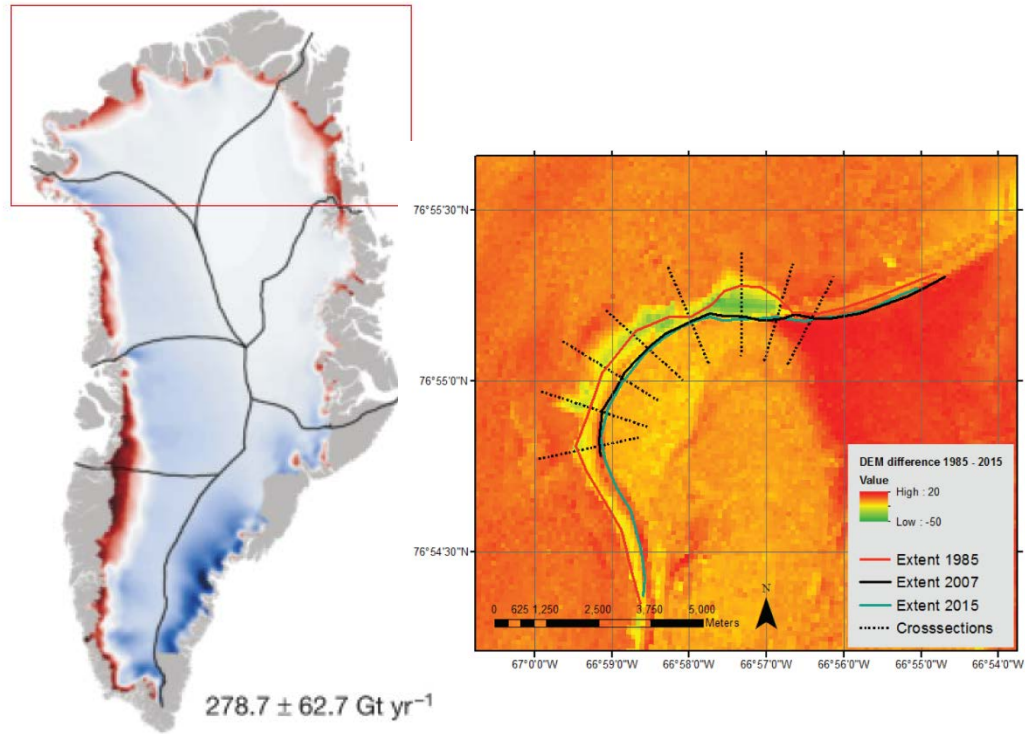 278.7 ± 62.7 Gt yr⁻¹
76°55'30"N
76°55'0"N
76°54'30"N
DEM difference 1985 - 2015
Value
High : 20
Low : -50
Extent 1985
Extent 2007
Extent 2015
Crosssections
N
0 625 1,250 2,500 3,750 5,000
Meters
67°0'0"W 66°59'0"W 66°58'0"W 66°57'0"W 66°56'0"W 66°55'0"W 66°54'0"W